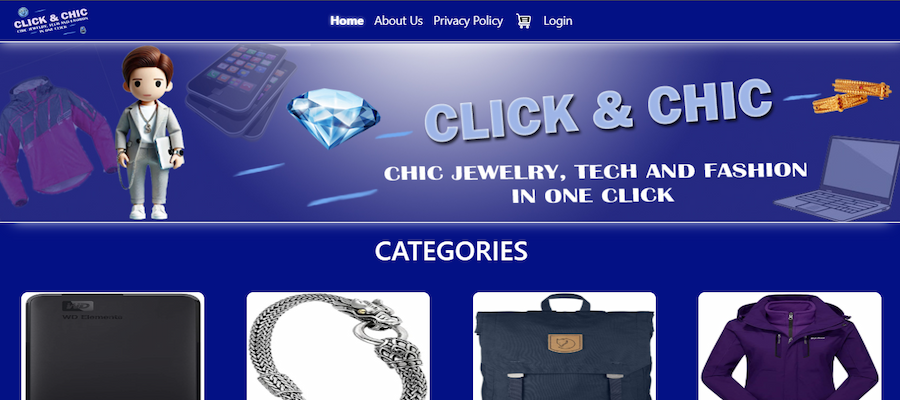 CLICK & CHIC
CHIC JEWELRY, TECH AND FASHION
IN ONE CLICK
Home About Us Privacy Policy Login
CLICK & CHIC
CHIC JEWELRY, TECH AND FASHION
IN ONE CLICK
CATEGORIES
WD
WD Elements